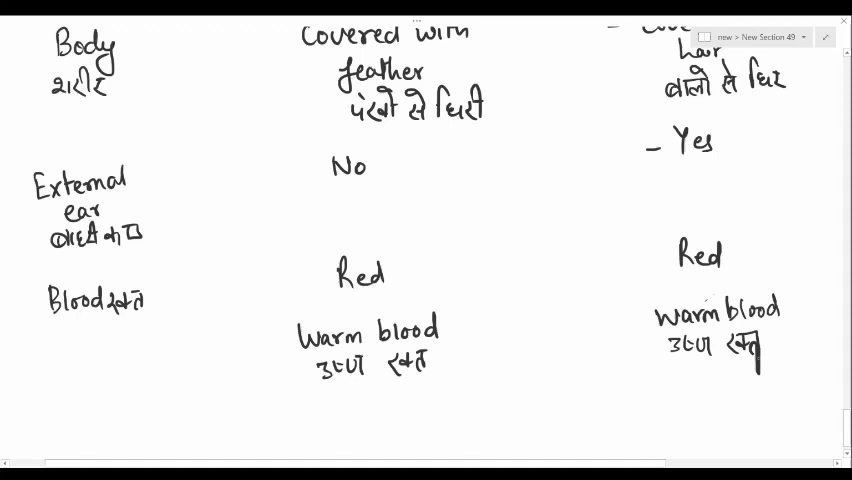 Body
शरीर
Covered with
feather
पंखो से घिरी
hair
बालो से घिर
External
ear
No
- Yes
Blood रक्त
Red
Warm blood
उष्ण रक्त
Red
Warm blood
उष्ण रक्त
new > New Section 49